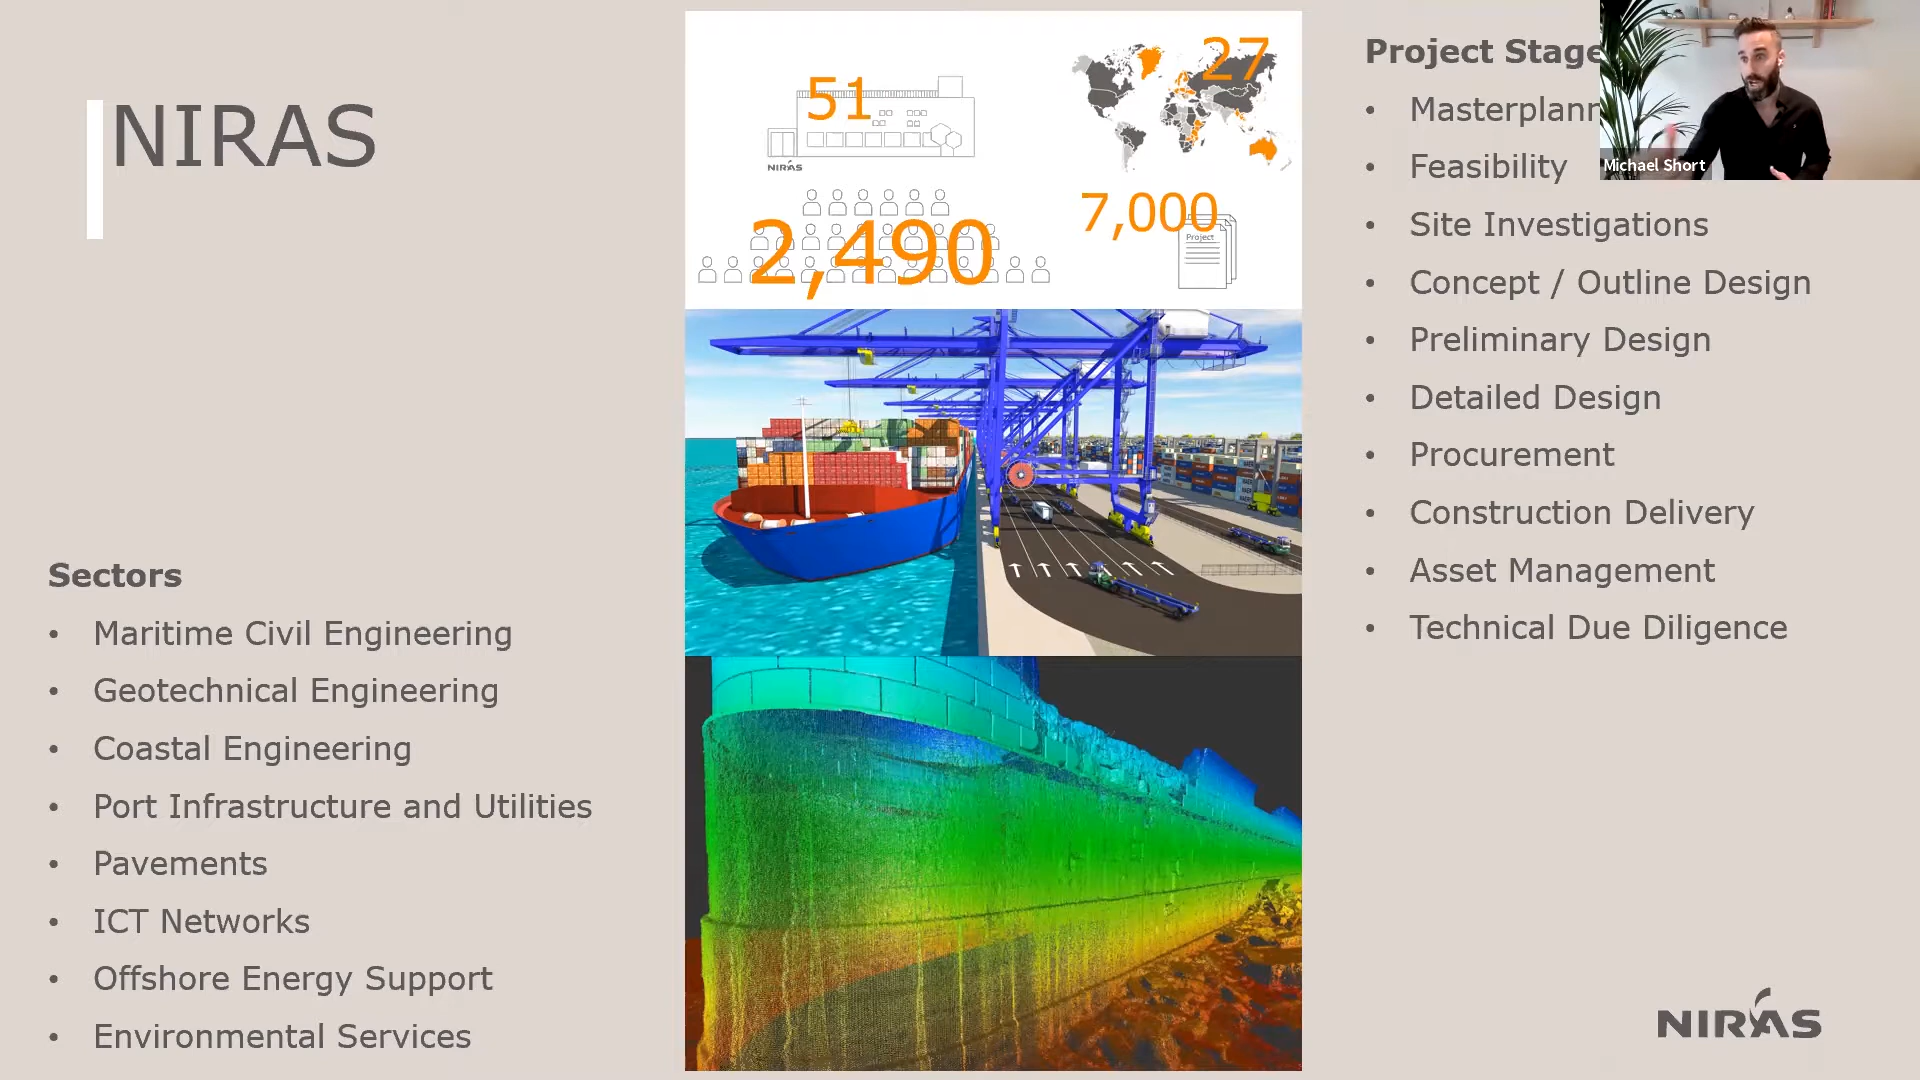 NIRAS
Sectors
• Maritime Civil Engineering
• Geotechnical Engineering
• Coastal Engineering
• Port Infrastructure and Utilities
• Pavements
• ICT Networks
• Offshore Energy Support
• Environmental Services
51
27
NIRAS
2,490
7,000
Project
Project Stage
• Masterplann
• Feasibility
• Site Investigations
• Concept / Outline Design
• Preliminary Design
• Detailed Design
• Procurement
• Construction Delivery
• Asset Management
• Technical Due Diligence
Michael Short
NIRAS